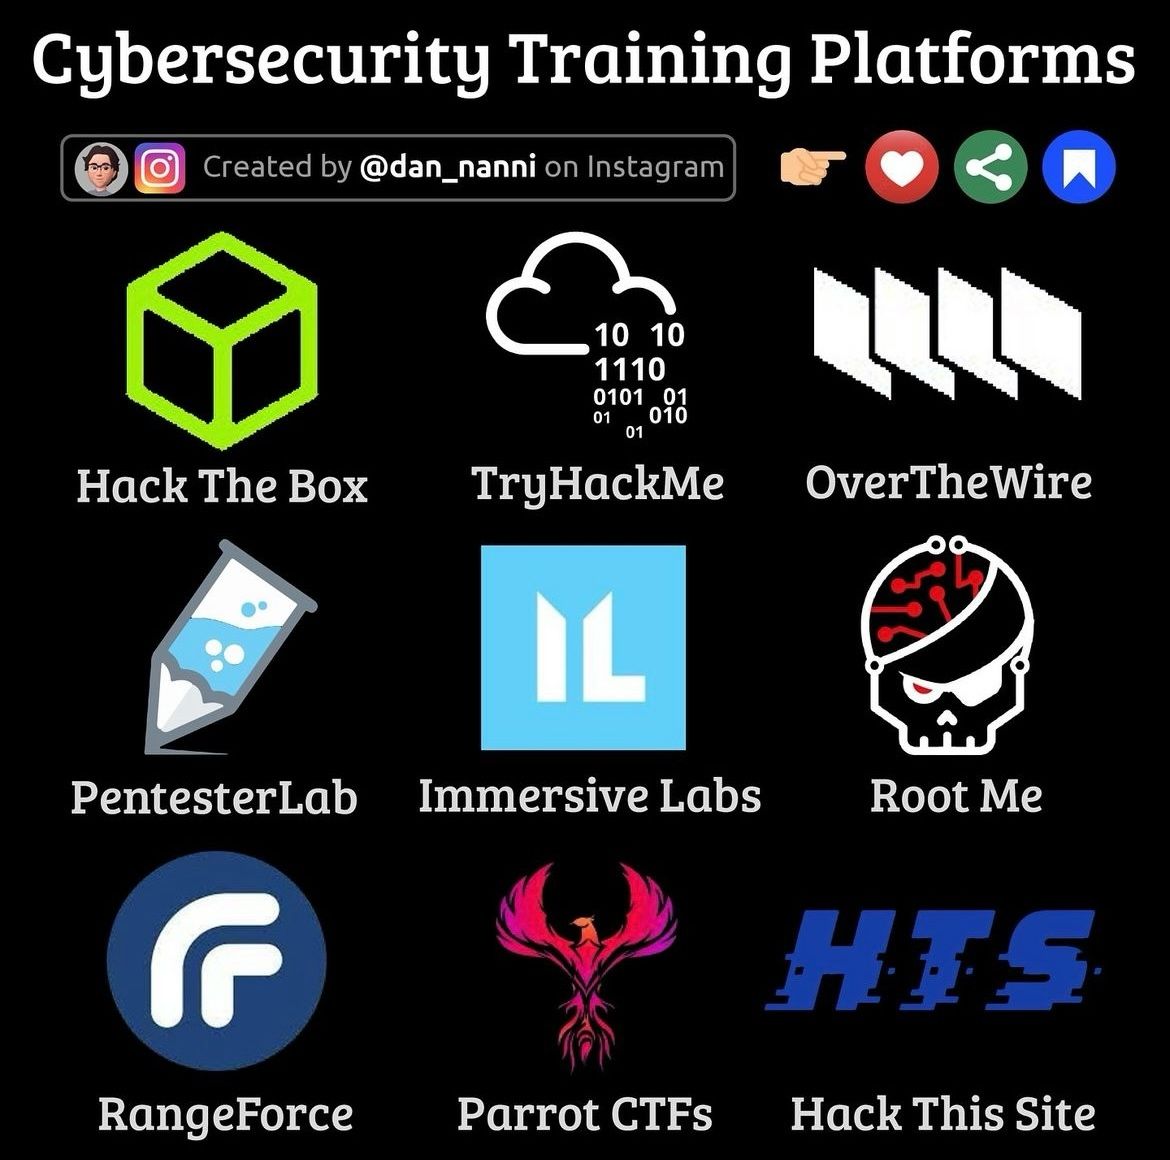 Cybersecurity Training Platforms
Created by @dan_nanni on Instagram
10 10
1110
0101 01
01 010
01
Hack The Box
TryHackMe
OverTheWire
IL
PentesterLab
Immersive Labs
Root Me
HTS
RangeForce
Parrot CTFs
Hack This Site